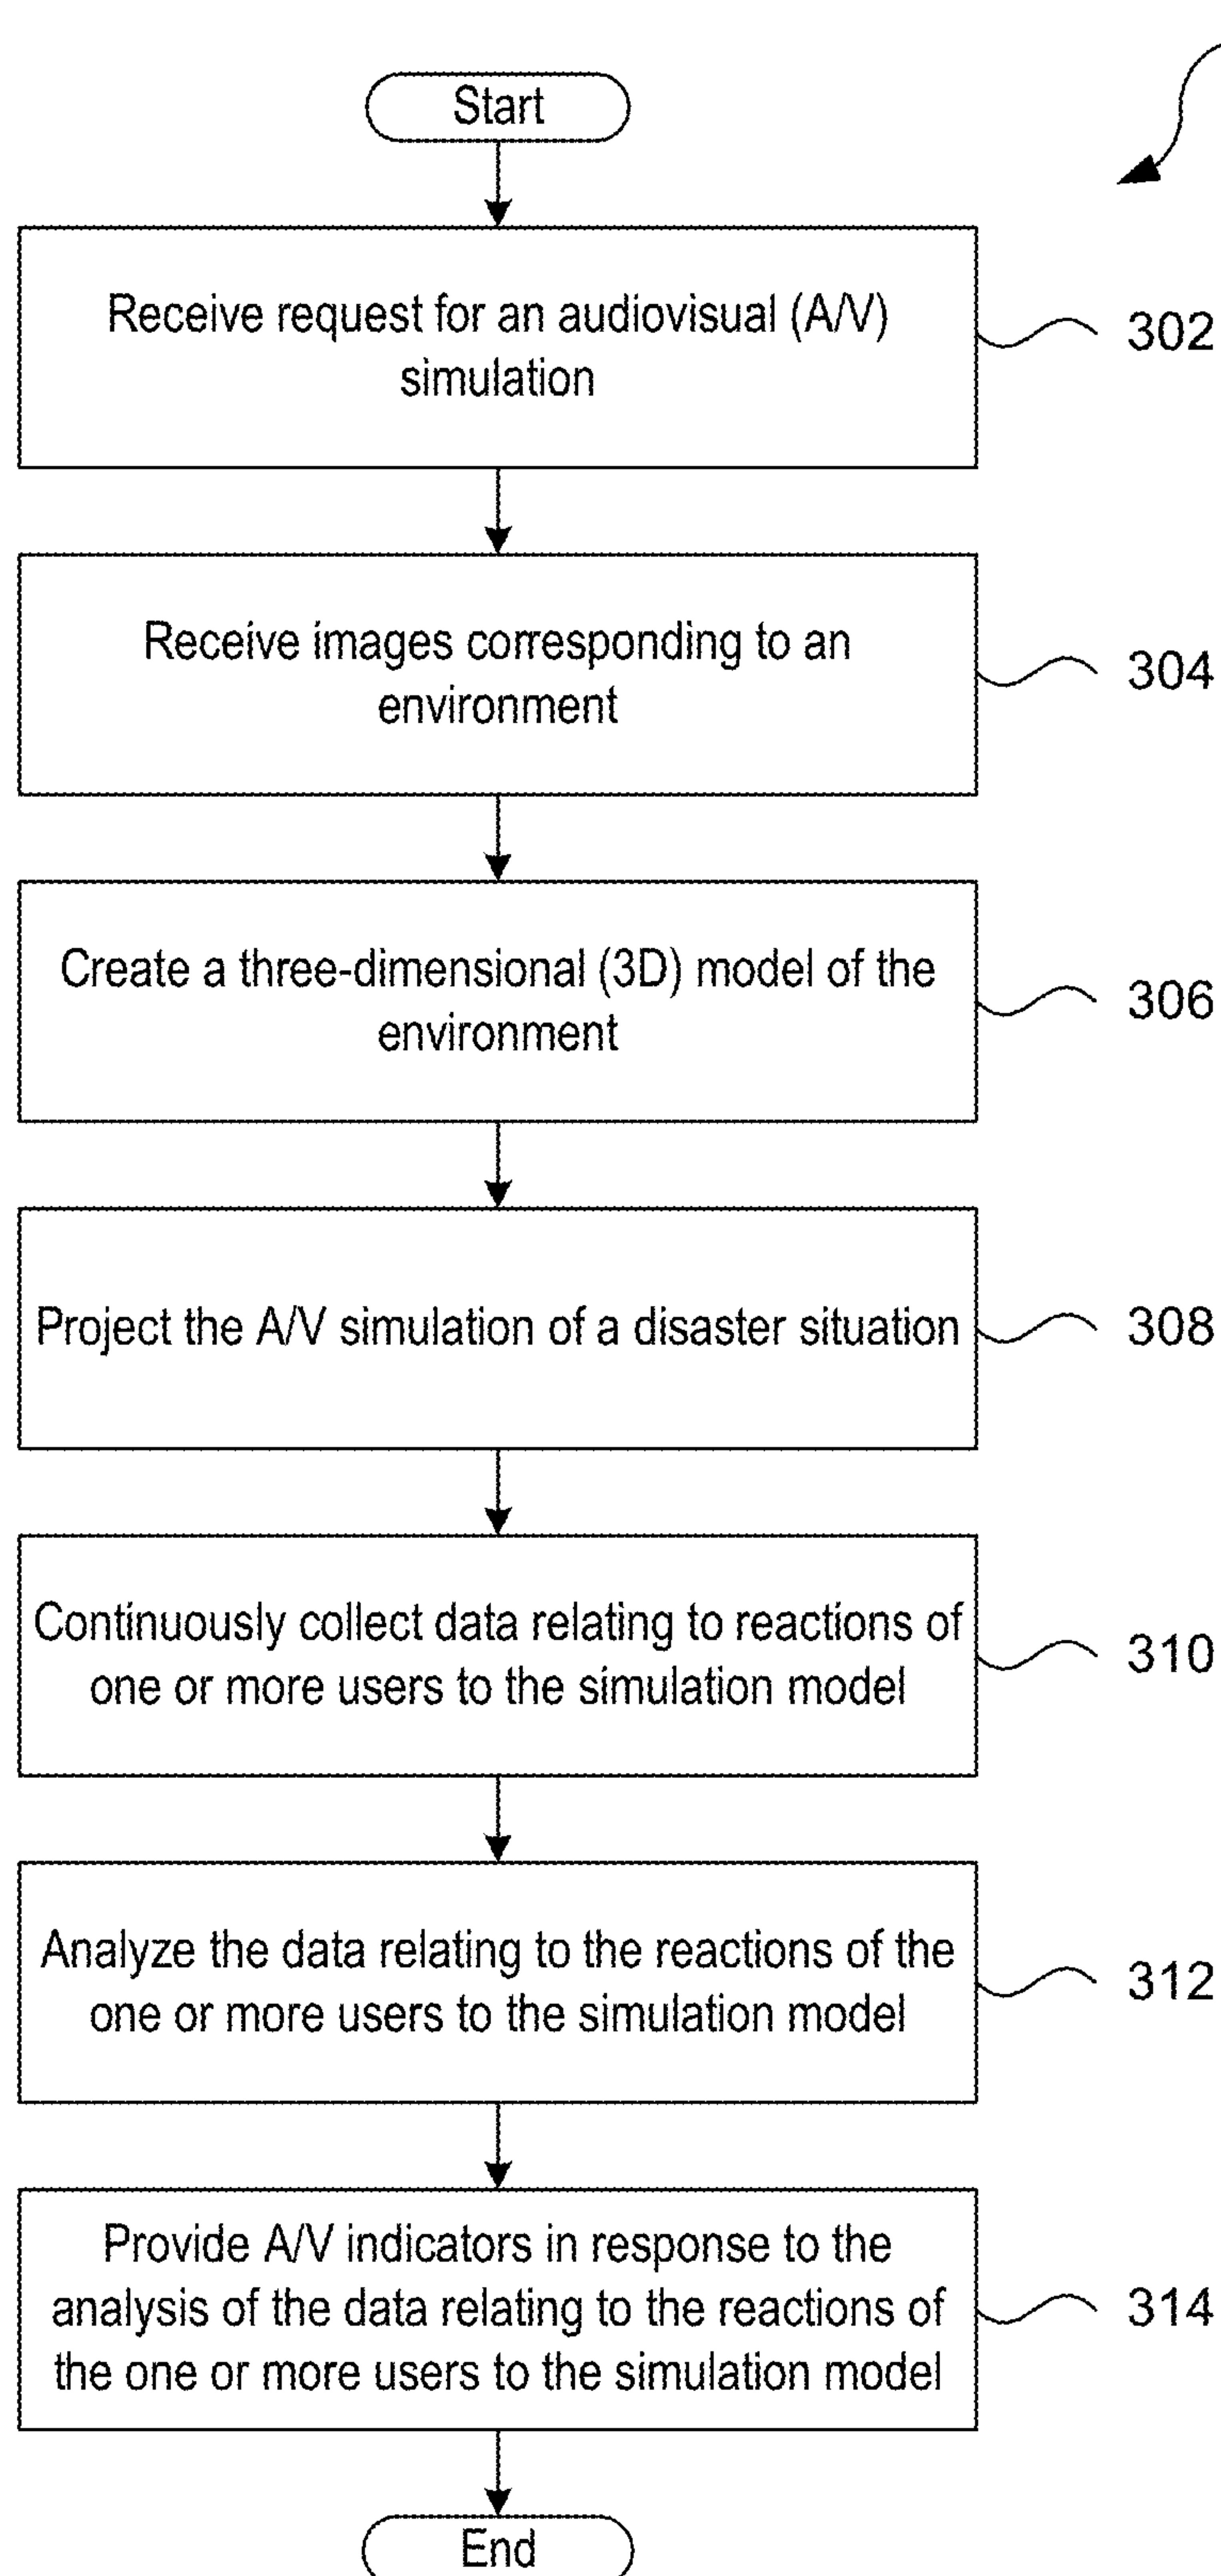 Start
Receive request for an audiovisual (A/V)
simulation
302
Receive images corresponding to an
environment
304
Create a three-dimensional (3D) model of the
environment
306
Project the A/V simulation of a disaster situation
308
Continuously collect data relating to reactions of
one or more users to the simulation model
310
Analyze the data relating to the reactions of the
one or more users to the simulation model
312
Provide A/V indicators in response to the
analysis of the data relating to the reactions of
the one or more users to the simulation model
314
End